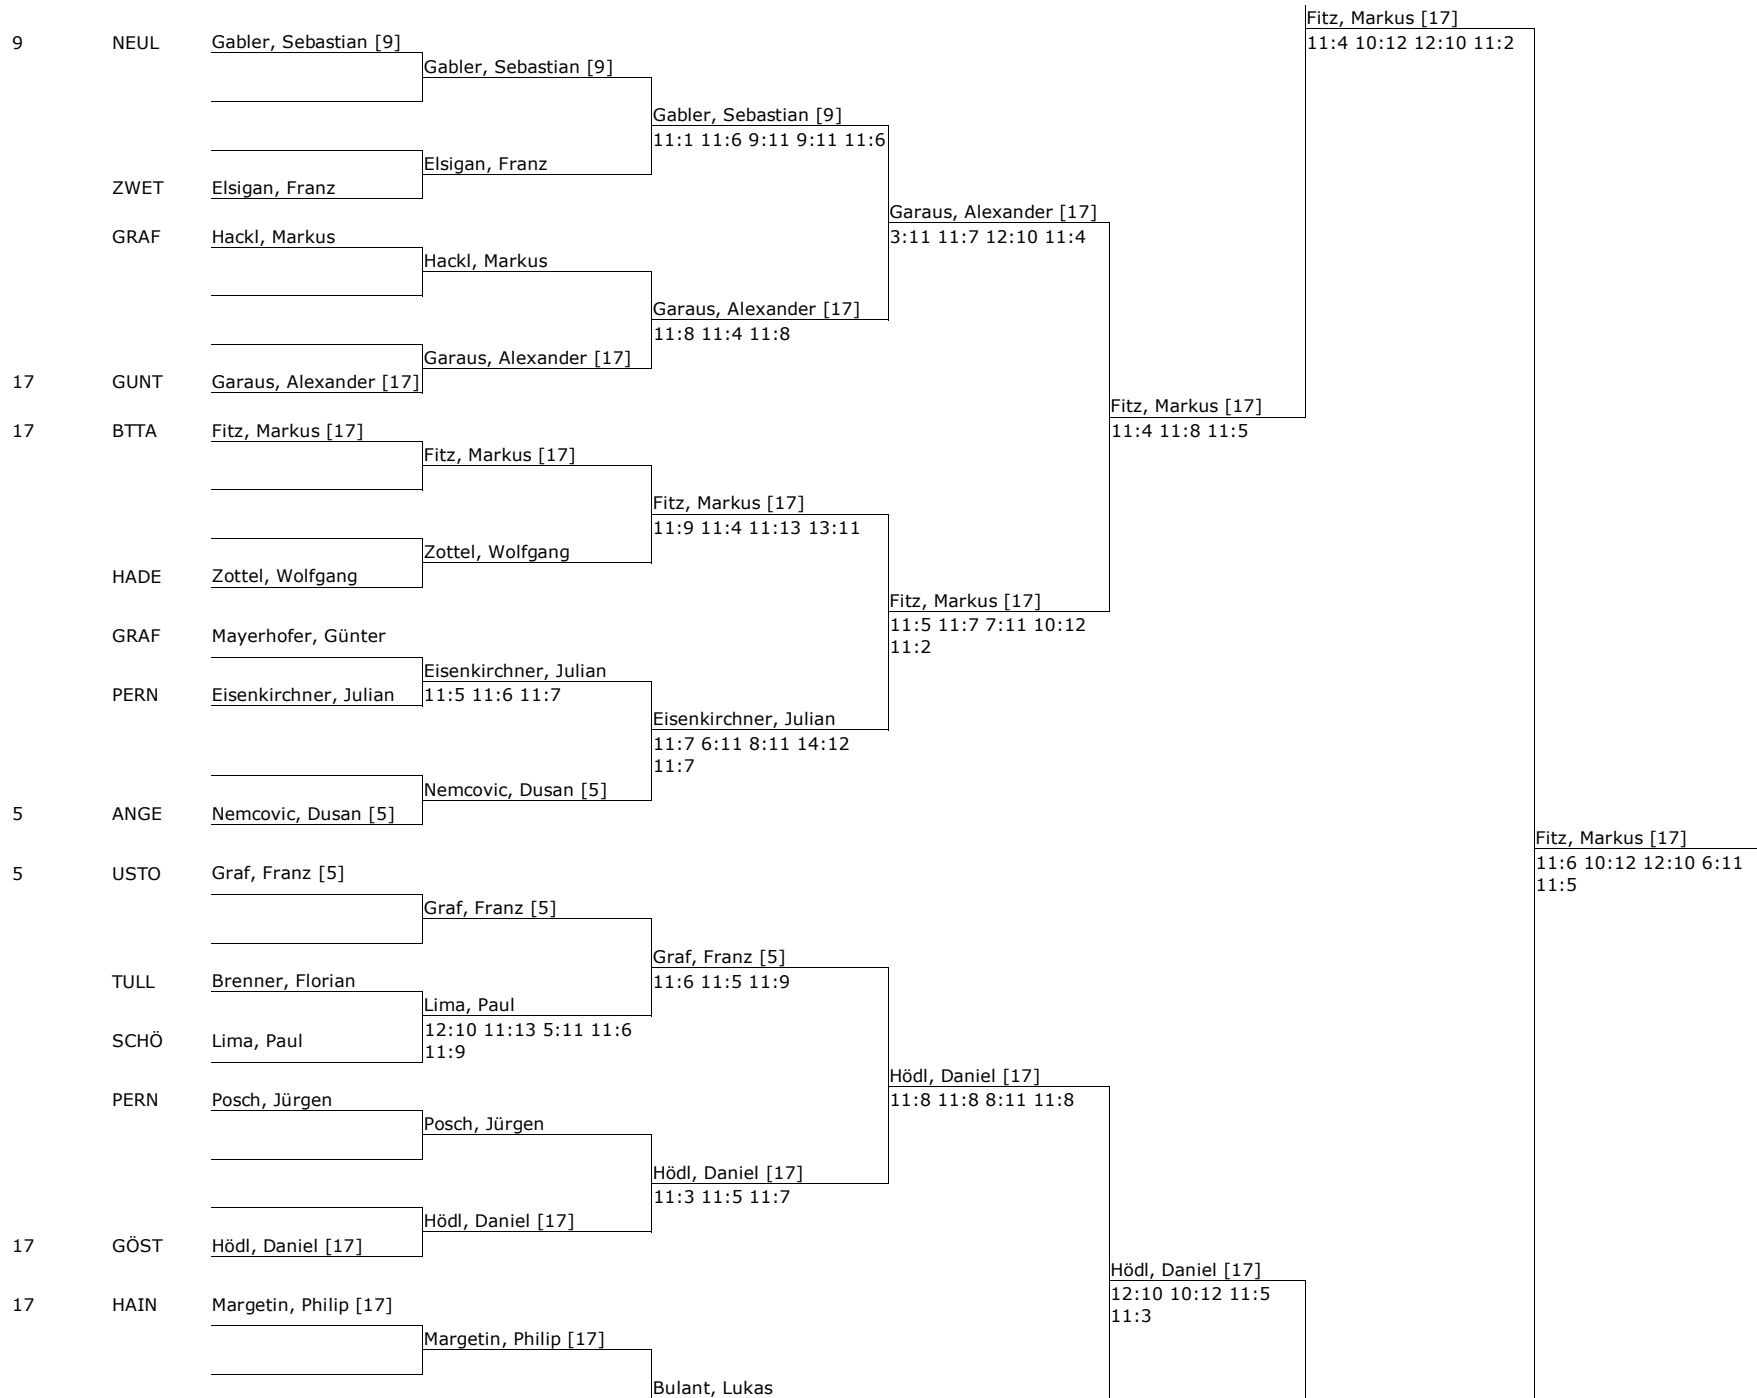 Fitz, Markus [17]
11:4 10:12 12:10 11:2
9 NEUL Gabler, Sebastian [9]
Gabler, Sebastian [9]
Gabler, Sebastian [9]
11:1 11:6 9:11 9:11 11:6
Elsigan, Franz
ZWET Elsigan, Franz
Garaus, Alexander [17]
GRAF Hackl, Markus
3:11 11:7 12:10 11:4
Hackl, Markus
Garaus, Alexander [17]
11:8 11:4 11:8
Garaus, Alexander [17]
17 GUNT Garaus, Alexander [17]
Fitz, Markus [17]
17 BTTA Fitz, Markus [17]
11:4 11:8 11:5
Fitz, Markus [17]
Fitz, Markus [17]
11:9 11:4 11:13 13:11
Zottel, Wolfgang
HADE Zottel, Wolfgang
Fitz, Markus [17]
11:5 11:7 7:11 10:12
11:2
GRAF Mayerhofer, Günter
Eisenkirchner, Julian
PERN Eisenkirchner, Julian
11:5 11:6 11:7
Eisenkirchner, Julian
11:7 6:11 8:11 14:12
11:7
Nemcovic, Dusan [5]
5 ANGE Nemcovic, Dusan [5]
Fitz, Markus [17]
11:6 10:12 12:10 6:11
11:5
5 USTO Graf, Franz [5]
Graf, Franz [5]
Graf, Franz [5]
11:6 11:5 11:9
TULL Brenner, Florian
Lima, Paul
12:10 11:13 5:11 11:6
11:9
SCHÖ Lima, Paul
Hödl, Daniel [17]
11:8 11:8 8:11 11:8
PERN Posch, Jürgen
Posch, Jürgen
Hödl, Daniel [17]
11:3 11:5 11:7
Hödl, Daniel [17]
17 GÖST Hödl, Daniel [17]
Hödl, Daniel [17]
12:10 10:12 11:5
11:3
17 HAIN Margetin, Philip [17]
Margetin, Philip [17]
Bulant, Lukas